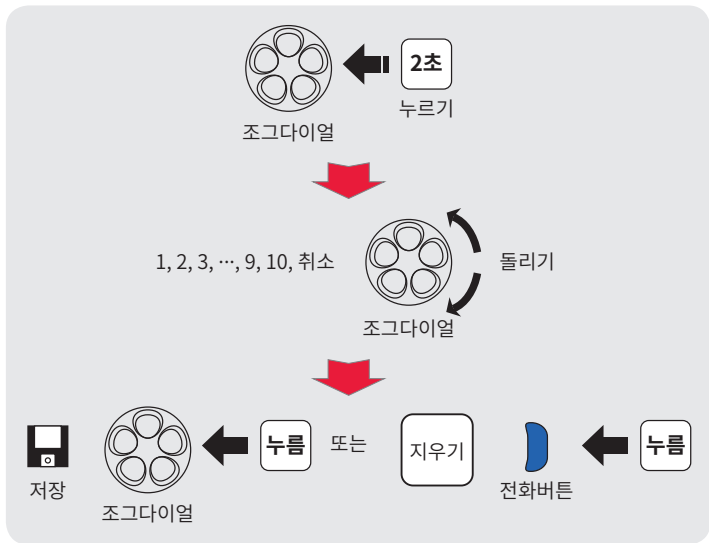 2초
누르기
조그다이얼
1, 2, 3, ···, 9, 10, 취소
돌리기
조그다이얼
누름 또는 지우기 누름
저장 전화버튼
조그다이얼